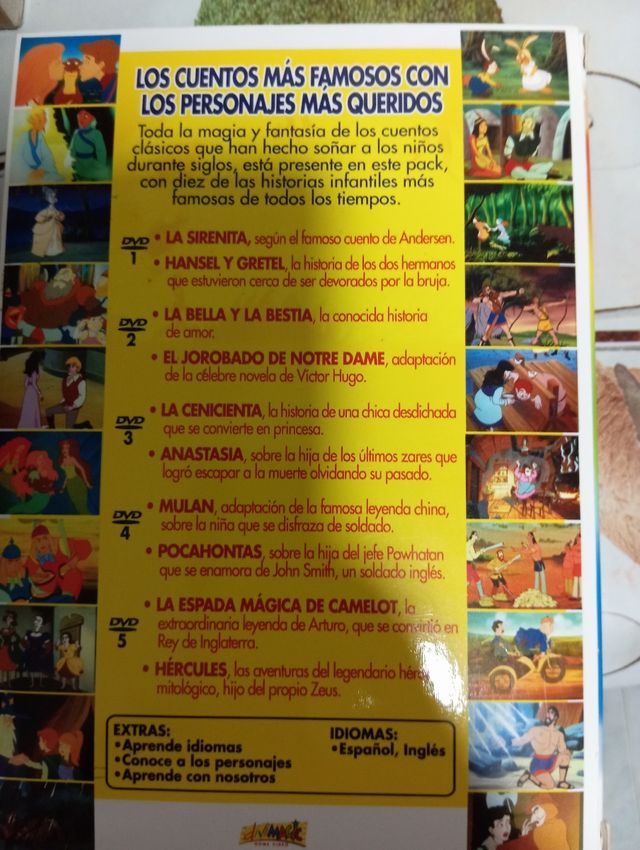 LOS CUENTOS MÁS FAMOSOS CON
LOS PERSONAJES MÁS QUERIDOS
Toda la magia y fantasía de los cuentos
clásicos que han hecho soñar a los niños
durante siglos, está presente en este pack,
con diez de las historias infantiles más
famosas de todos los tiempos.
DVD
1
• LA SIRENITA, según el famoso cuento de Andersen.
• HANSEL Y GRETEL, la historia de los dos hermanos
que estuvieron cerca de ser devorados por la bruja.
DVD
2
• LA BELLA Y LA BESTIA, la conocida historia
de amor.
• EL JOROBADO DE NOTRE DAME, adaptación
de la célebre novela de Víctor Hugo.
DVD
3
• LA CENICIENTA, la historia de una chica desdichada
que se convierte en princesa.
• ANASTASIA, sobre la hija de los últimos zares que
logró escapar a la muerte olvidando su pasado.
DVD
4
• MULAN, adaptación de la famosa leyenda china,
sobre la niña que se disfraza de soldado.
• POCAHONTAS, sobre la hija del jefe Powhatan
que se enamora de John Smith, un soldado inglés.
DVD
5
• LA ESPADA MÁGICA DE CAMELOT, la
extraordinaria leyenda de Arturo, que se convirtió en
Rey de Inglaterra.
• HÉRCULES, las aventuras del legendario héroe
mitológico, hijo del propio Zeus.
EXTRAS:
•Aprende idiomas
•Conoce a los personajes
•Aprende con nosotros
IDIOMAS:
•Español, Inglés
HOME VIDEO